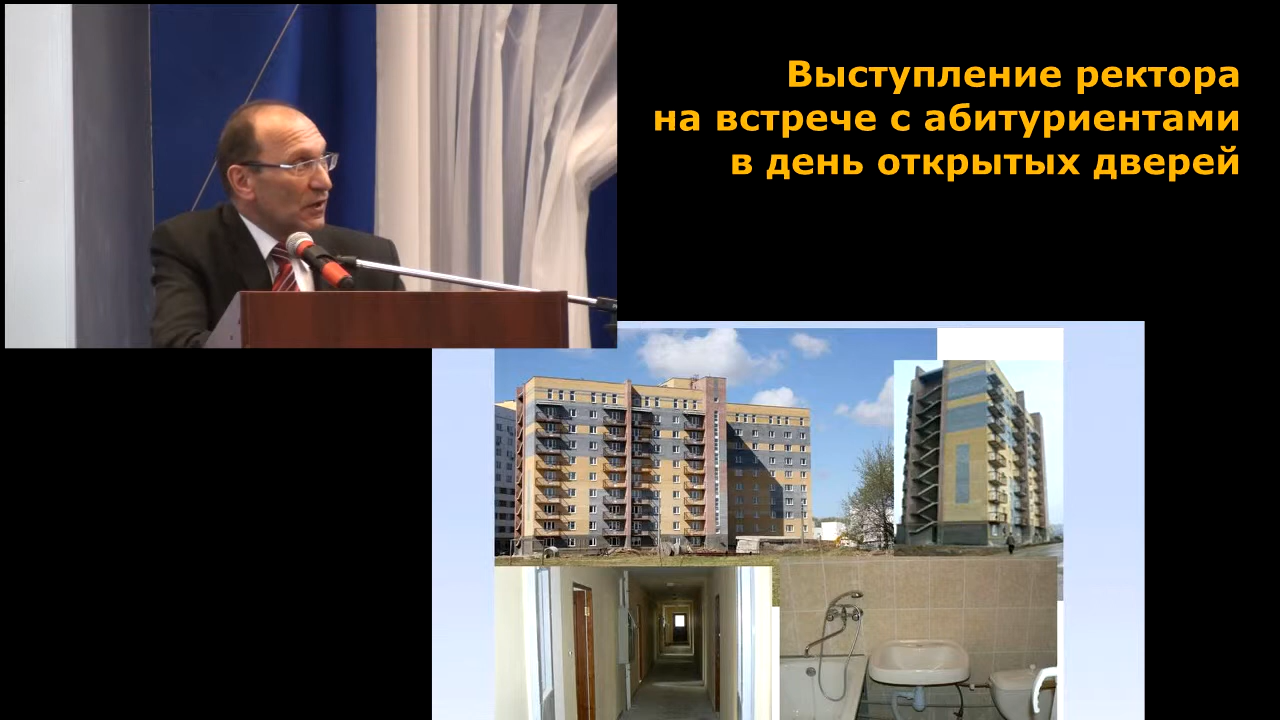 Выступление ректора
на встрече с абитуриентами
в день открытых дверей